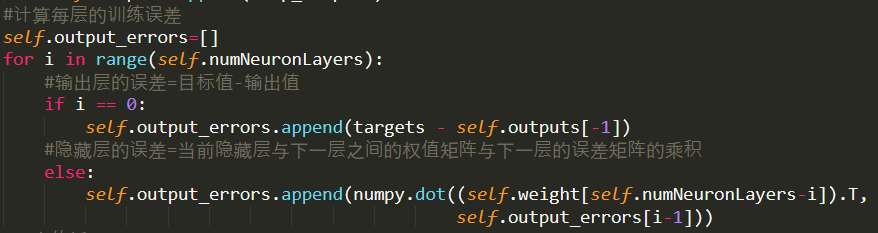 #计算每层的训练误差
self.output_errors=[]
for i in range(self.numNeuronLayers):
#输出层的误差=目标值-输出值
if i == 0:
self.output_errors.append(targets - self.outputs[-1])
#隐藏层的误差=当前隐藏层与下一层之间的权值矩阵与下一层的误差矩阵的乘积
else:
self.output_errors.append(numpy.dot((self.weight[self.numNeuronLayers-i]).T,
self.output_errors[i-1]))